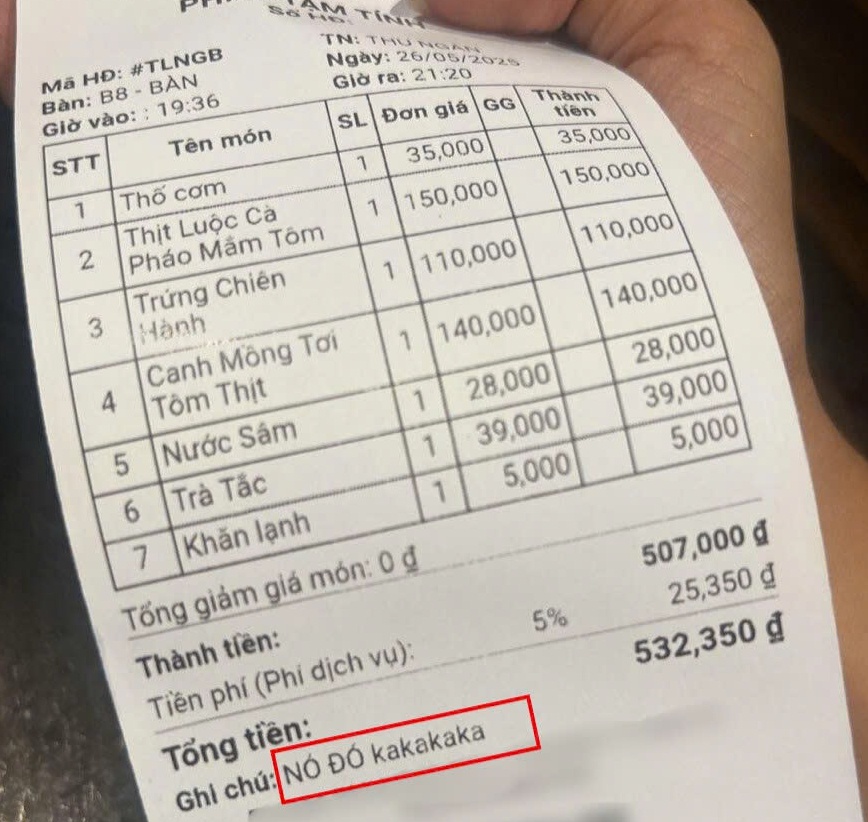 TẠM TÍNH
Số HĐ:
Mã HĐ: #TLNGB
TN: THU NGÂN
Bàn: B8 - BÀN
Ngày: 26/05/2025
Giờ vào: : 19:36
Giờ ra: 21:20
STT Tên món SL Đơn giá GG Thành tiền
1 Thố cơm 1 35,000 35,000
2 Thịt Luộc Cà Pháo Mắm Tôm 1 150,000 150,000
3 Trứng Chiên Hành 1 110,000 110,000
4 Canh Mồng Tơi Tôm Thịt 1 140,000 140,000
5 Nước Sâm 1 28,000 28,000
6 Trà Tắc 1 39,000 39,000
7 Khăn lạnh 1 5,000 5,000
Tổng giảm giá món: 0 ₫
Thành tiền: 507,000 ₫
Tiền phí (Phí dịch vụ): 5% 25,350 ₫
Tổng tiền: 532,350 ₫
Ghi chú: NÓ ĐÓ kakakaka